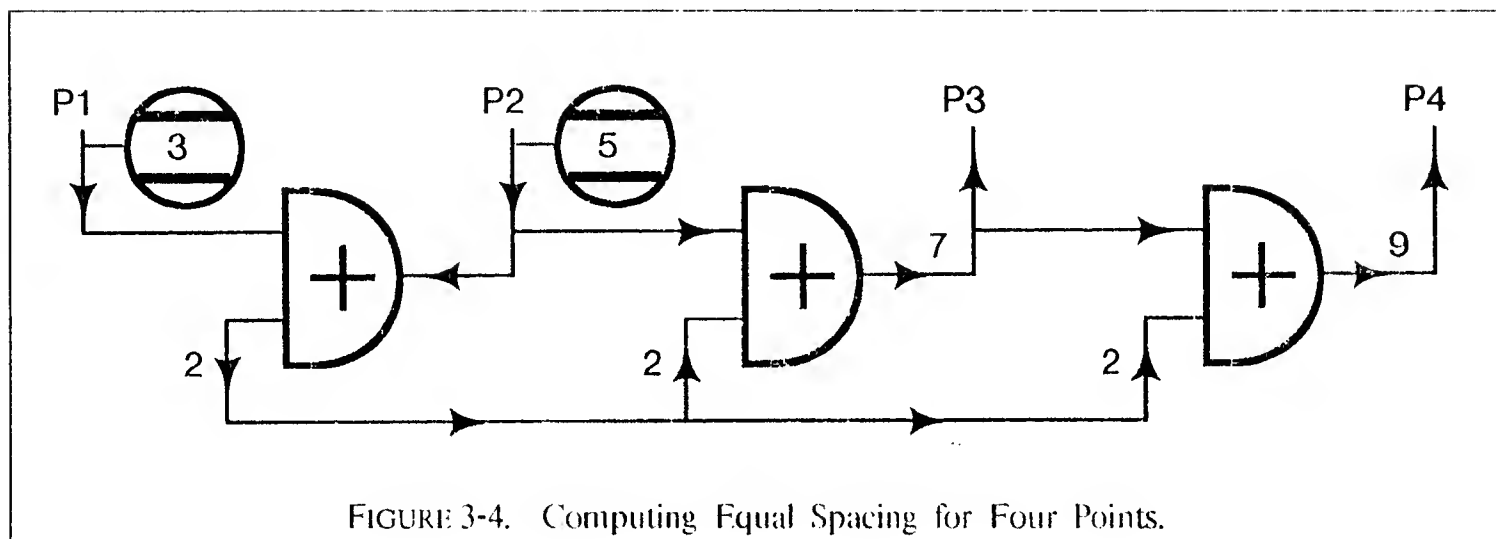 P1 3 P2 5 P3 P4
7 9
2 2 2
FIGURE 3-4. Computing Equal Spacing for Four Points.